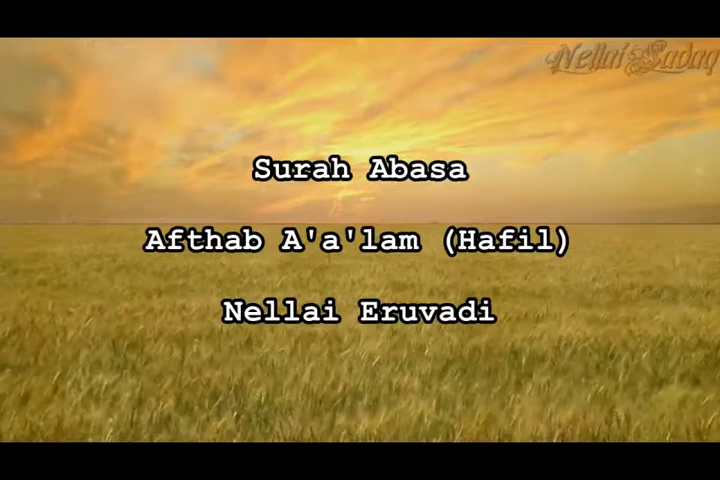 Nellai Sadaq
Surah Abasa
Afthab A'a'lam (Hafil)
Nellai Eruvadi